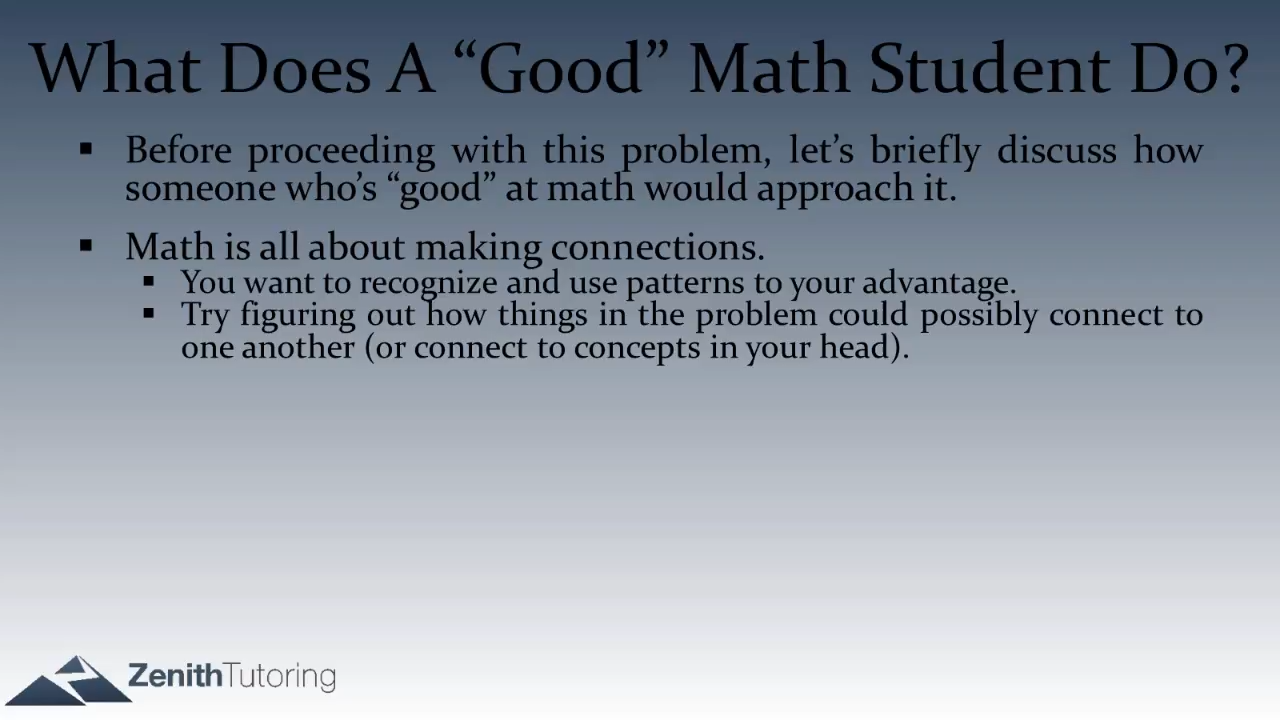 What Does A “Good” Math Student Do?
▪ Before proceeding with this problem, let’s briefly discuss how
someone who’s “good” at math would approach it.
▪ Math is all about making connections.
▪ You want to recognize and use patterns to your advantage.
▪ Try figuring out how things in the problem could possibly connect to
one another (or connect to concepts in your head).
ZenithTutoring